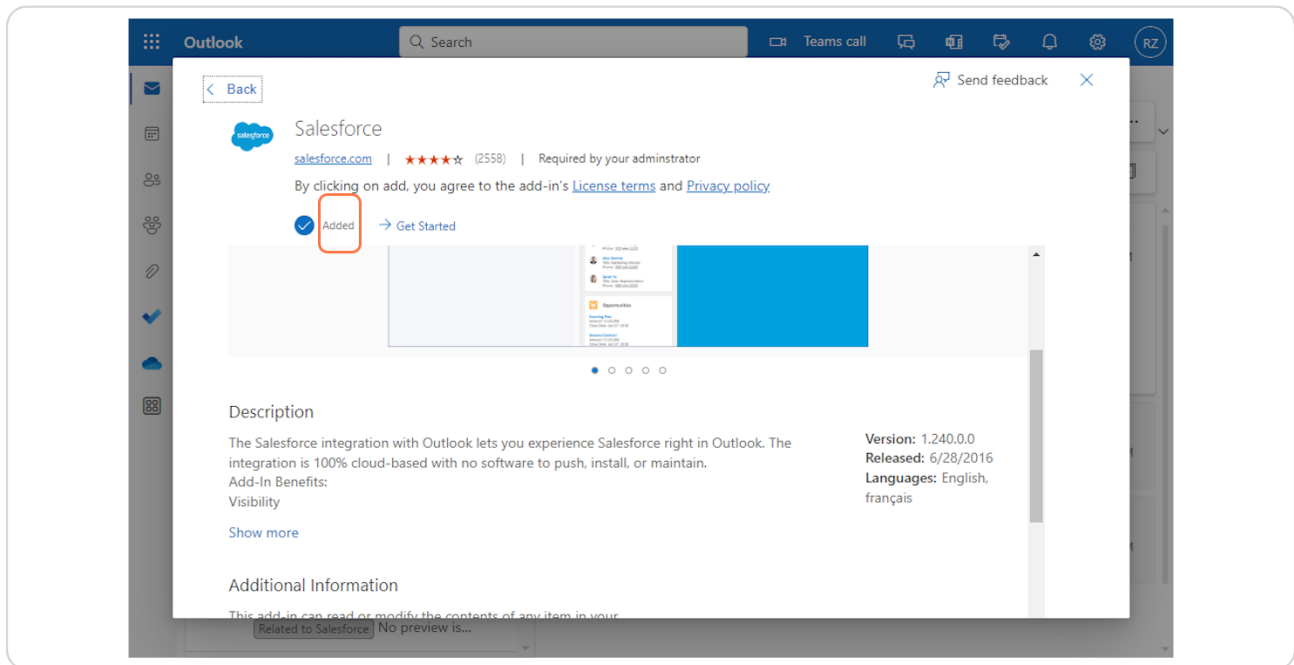 Outlook
Search
Teams call
RZ
Back
Send feedback
salesforce
Salesforce
salesforce.com | (2558) | Required by your adminstrator
By clicking on add, you agree to the add-in's License terms and Privacy policy
Added
Get Started
Opportunities
Description
The Salesforce integration with Outlook lets you experience Salesforce right in Outlook. The
integration is 100% cloud-based with no software to push, install, or maintain.
Add-In Benefits:
Visibility
Show more
Version: 1.240.0.0
Released: 6/28/2016
Languages: English,
français
Additional Information
This add-in can read or modify the contents of any item in your
Related to Salesforce No preview is...